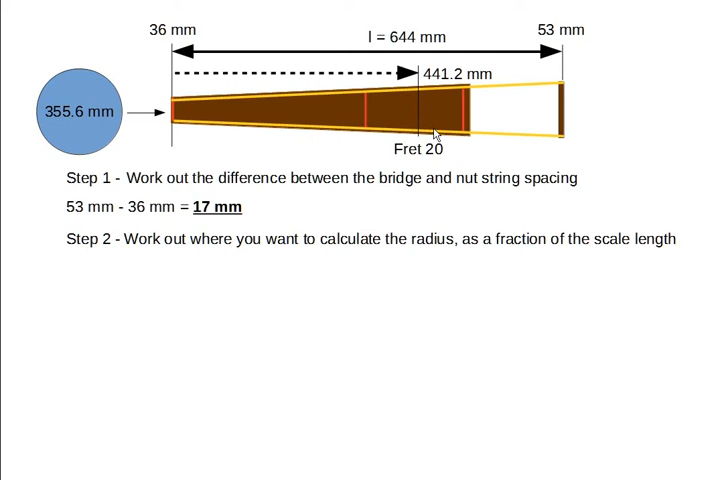 36 mm
l = 644 mm
53 mm
441.2 mm
355.6 mm
Fret 20
Step 1 - Work out the difference between the bridge and nut string spacing
53 mm - 36 mm = 17 mm
Step 2 - Work out where you want to calculate the radius, as a fraction of the scale length